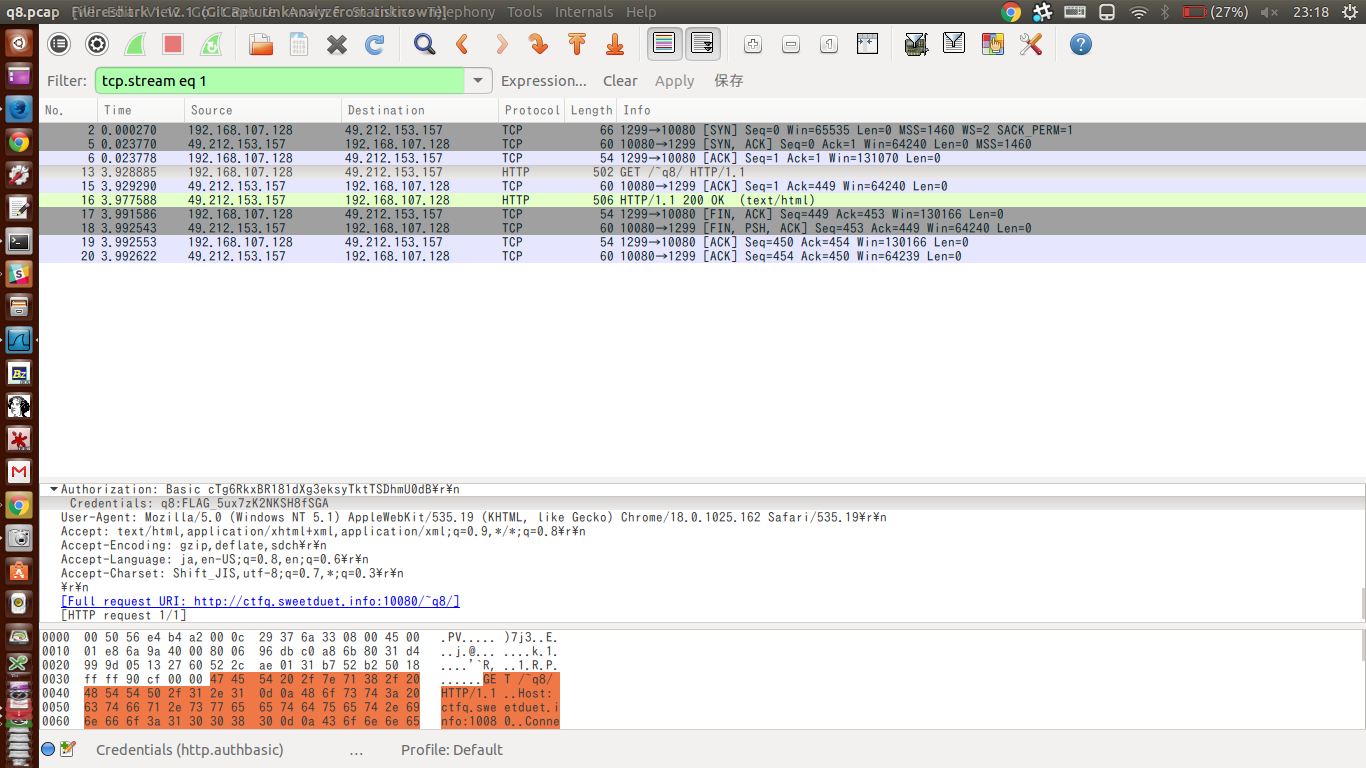 q8.pcap
Telephony Tools Internals Help
(27%) 23:18
Filter: tcp.stream eq 1 Expression... Clear Apply 保存
No. Time Source Destination Protocol Length Info
2 0.000270 192.168.107.128 49.212.153.157 TCP 66 1299→10080 [SYN] Seq=0 Win=65535 Len=0 MSS=1460 WS=2 SACK_PERM=1
5 0.023770 49.212.153.157 192.168.107.128 TCP 60 10080→1299 [SYN, ACK] Seq=0 Ack=1 Win=64240 Len=0 MSS=1460
6 0.023778 192.168.107.128 49.212.153.157 TCP 54 1299→10080 [ACK] Seq=1 Ack=1 Win=131070 Len=0
13 3.928885 192.168.107.128 49.212.153.157 HTTP 502 GET /~q8/ HTTP/1.1
15 3.929290 49.212.153.157 192.168.107.128 TCP 60 10080→1299 [ACK] Seq=1 Ack=449 Win=64240 Len=0
16 3.977588 49.212.153.157 192.168.107.128 HTTP 506 HTTP/1.1 200 OK (text/html)
17 3.991586 192.168.107.128 49.212.153.157 TCP 54 1299→10080 [FIN, ACK] Seq=449 Ack=453 Win=130166 Len=0
18 3.992543 49.212.153.157 192.168.107.128 TCP 60 10080→1299 [FIN, PSH, ACK] Seq=453 Ack=449 Win=64240 Len=0
19 3.992553 192.168.107.128 49.212.153.157 TCP 54 1299→10080 [ACK] Seq=450 Ack=454 Win=130166 Len=0
20 3.992622 49.212.153.157 192.168.107.128 TCP 60 10080→1299 [ACK] Seq=454 Ack=450 Win=64239 Len=0
Authorization: Basic cTg6RkxBR181dXg3eksyTktTSDhmU0dB¥r¥n
Credentials: q8:FLAG_5ux7zK2NKSH8fSGA
User-Agent: Mozilla/5.0 (Windows NT 5.1) AppleWebKit/535.19 (KHTML, like Gecko) Chrome/18.0.1025.162 Safari/535.19¥r¥n
Accept: text/html,application/xhtml+xml,application/xml;q=0.9,*/*;q=0.8¥r¥n
Accept-Encoding: gzip,deflate,sdch¥r¥n
Accept-Language: ja,en-US;q=0.8,en;q=0.6¥r¥n
Accept-Charset: Shift_JIS,utf-8;q=0.7,*;q=0.3¥r¥n
¥r¥n
[Full request URI: http://ctfq.sweetduet.info:10080/~q8/]
[HTTP request 1/1]
0000 00 50 56 e4 b4 a2 00 0c 29 37 6a 33 08 00 45 00 .PV..... )7j3..E.
0010 01 e8 6a 9a 40 00 80 06 96 db c0 a8 6b 80 31 d4 ..j.@... ....k.1.
0020 99 9d 05 13 27 60 52 2c ae 01 31 b7 52 b2 50 18 ....'`R, ..1.R.P.
0030 ff ff 90 cf 00 00 47 45 54 20 2f 7e 71 38 2f 20 ......GE T /~q8/
0040 48 54 54 50 2f 31 2e 31 0d 0a 48 6f 73 74 3a 20 HTTP/1.1 ..Host:
0050 63 74 66 71 2e 73 77 65 65 74 64 75 65 74 2e 69 ctfq.swe etduet.i
0060 6e 66 6f 3a 31 30 30 38 30 0d 0a 43 6f 6e 6e 65 nfo:1008 0..Conne
Credentials (http.authbasic) ... Profile: Default